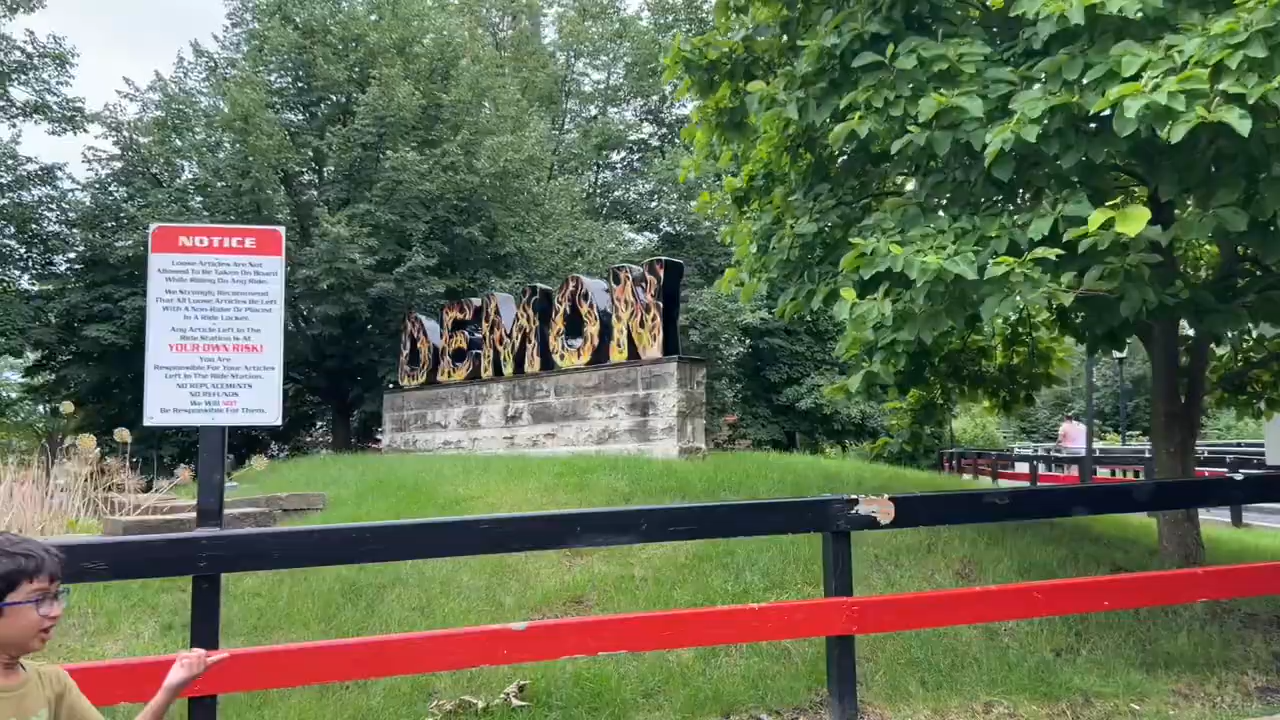 NOTICE
Loose Articles Are Not
Allowed To Be Taken On Board
While Riding On Any Ride.
We Strongly Recommend
That All Loose Articles Be Left
With A Non-Rider Or Placed
In A Ride Locker.
Any Article Left In The
Ride Station Is At
YOUR OWN RISK!
You Are
Responsible For Your Articles
Left In The Ride Station.
NO REPLACEMENTS
NO REFUNDS
We Will NOT
Be Responsible For Them.
DEMON